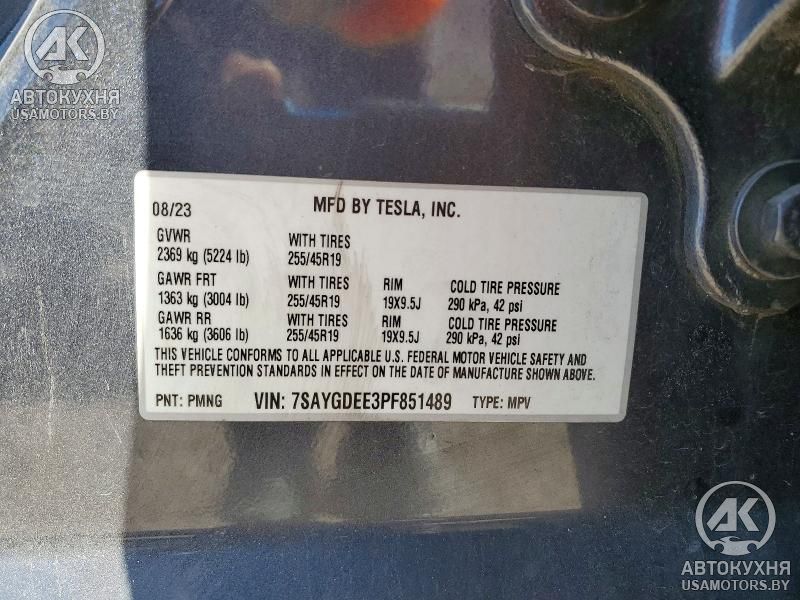 AK
АВТОКУХНЯ
USAMOTORS.BY
08/23 MFD BY TESLA, INC.
GVWR WITH TIRES
2369 kg (5224 lb) 255/45R19
GAWR FRT WITH TIRES RIM COLD TIRE PRESSURE
1363 kg (3004 lb) 255/45R19 19X9.5J 290 kPa, 42 psi
GAWR RR WITH TIRES RIM COLD TIRE PRESSURE
1636 kg (3606 lb) 255/45R19 19X9.5J 290 kPa, 42 psi
THIS VEHICLE CONFORMS TO ALL APPLICABLE U.S. FEDERAL MOTOR VEHICLE SAFETY AND
THEFT PREVENTION STANDARDS IN EFFECT ON THE DATE OF MANUFACTURE SHOWN ABOVE.
PNT: PMNG VIN: 7SAYGDEE3PF851489 TYPE: MPV
AK
АВТОКУХНЯ
USAMOTORS.BY